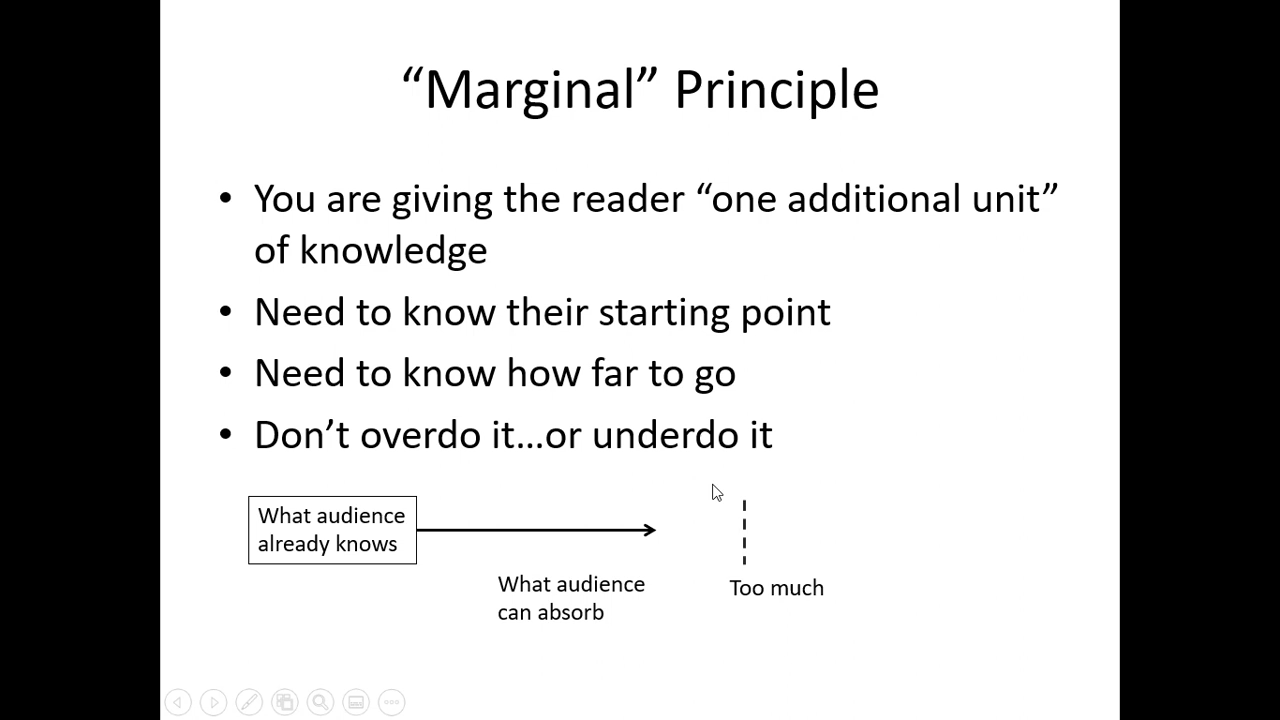 “Marginal” Principle
• You are giving the reader “one additional unit”
of knowledge
• Need to know their starting point
• Need to know how far to go
• Don’t overdo it…or underdo it
What audience
already knows
What audience
can absorb
Too much